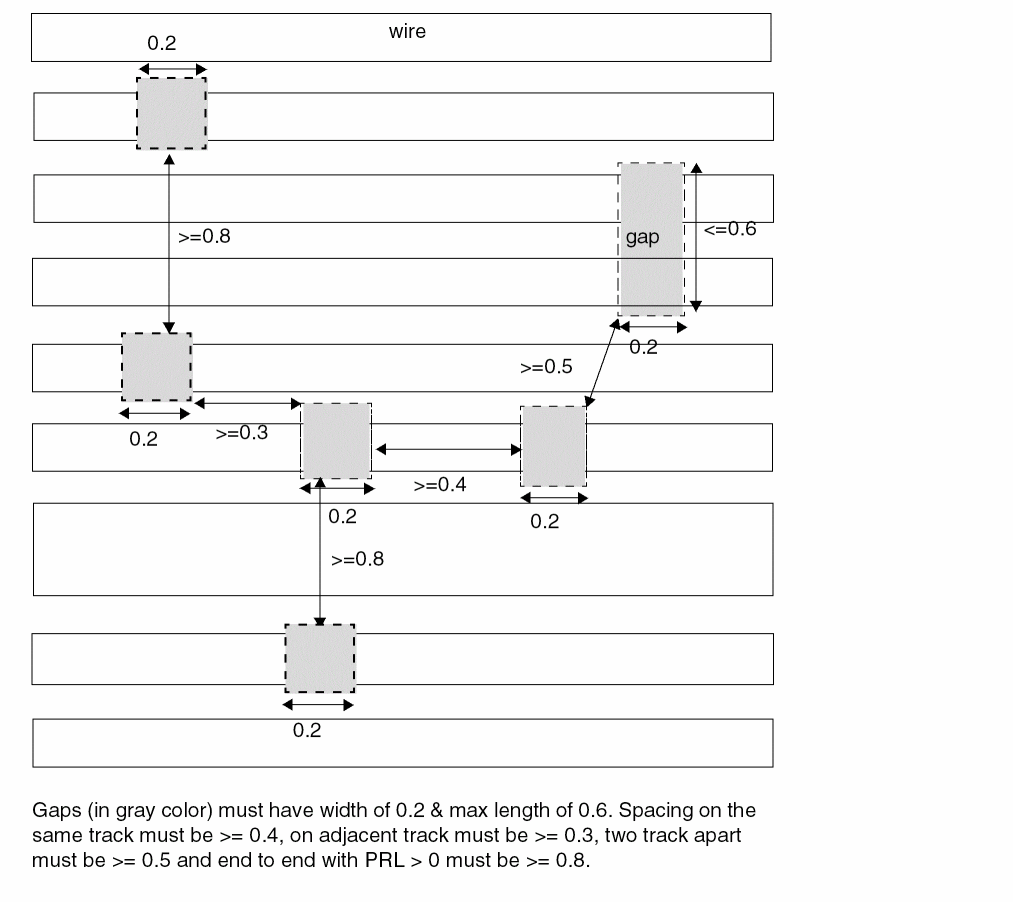 wire
0.2
>=0.8
gap
<=0.6
0.2
>=0.5
0.2
>=0.3
>=0.4
0.2
0.2
>=0.8
0.2
Gaps (in gray color) must have width of 0.2 & max length of 0.6. Spacing on the
same track must be >= 0.4, on adjacent track must be >= 0.3, two track apart
must be >= 0.5 and end to end with PRL > 0 must be >= 0.8.